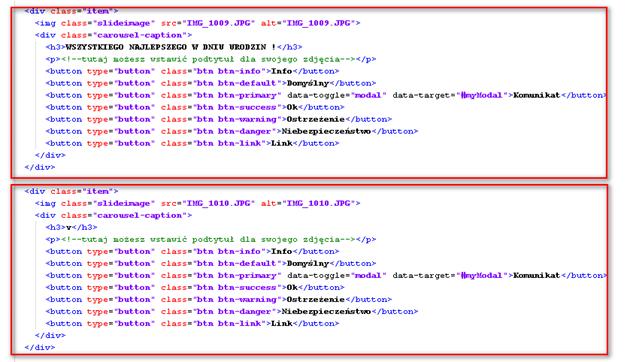 <div class="item">
<img class="slideimage" src="IMG_1009.JPG" alt="IMG_1009.JPG">
<div class="carousel-caption">
<h3>WSZYSTKIEGO NAJLEPSZEGO W DNIU URODZIN !</h3>
<p><!--tutaj możesz wstawić podtytuł dla swojego zdjęcia--></p>
<button type="button" class="btn btn-info">Info</button>
<button type="button" class="btn btn-default">Domyślny</button>
<button type="button" class="btn btn-primary" data-toggle="modal" data-target="#myModal">Komunikat</button>
<button type="button" class="btn btn-success">Ok</button>
<button type="button" class="btn btn-warning">Ostrzeżenie</button>
<button type="button" class="btn btn-danger">Niebezpieczeństwo</button>
<button type="button" class="btn btn-link">Link</button>
</div>
</div>
<div class="item">
<img class="slideimage" src="IMG_1010.JPG" alt="IMG_1010.JPG">
<div class="carousel-caption">
<h3>v</h3>
<p><!--tutaj możesz wstawić podtytuł dla swojego zdjęcia--></p>
<button type="button" class="btn btn-info">Info</button>
<button type="button" class="btn btn-default">Domyślny</button>
<button type="button" class="btn btn-primary" data-toggle="modal" data-target="#myModal">Komunikat</button>
<button type="button" class="btn btn-success">Ok</button>
<button type="button" class="btn btn-warning">Ostrzeżenie</button>
<button type="button" class="btn btn-danger">Niebezpieczeństwo</button>
<button type="button" class="btn btn-link">Link</button>
</div>
</div>